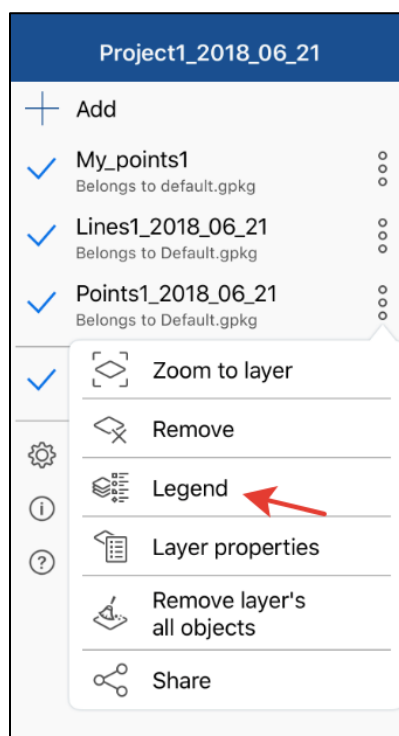 Project1_2018_06_21
Add
My_points1
Belongs to default.gpkg
Lines1_2018_06_21
Belongs to Default.gpkg
Points1_2018_06_21
Belongs to Default.gpkg
Zoom to layer
Remove
Legend
Layer properties
Remove layer's
all objects
Share